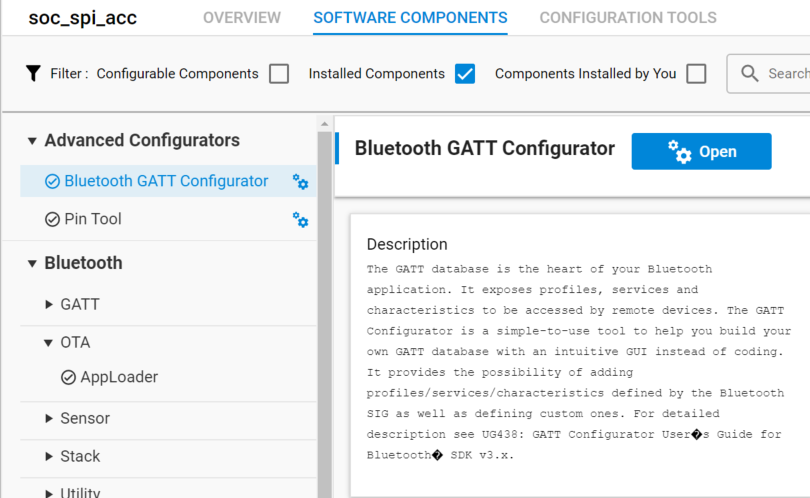 soc_spi_acc OVERVIEW SOFTWARE COMPONENTS CONFIGURATION TOOLS
Filter : Configurable Components Installed Components Components Installed by You Search
Advanced Configurators
Bluetooth GATT Configurator
Pin Tool
Bluetooth
GATT
OTA
AppLoader
Sensor
Stack
Utility
Bluetooth GATT Configurator Open
Description
The GATT database is the heart of your Bluetooth
application. It exposes profiles, services and
characteristics to be accessed by remote devices. The GATT
Configurator is a simple-to-use tool to help you build your
own GATT database with an intuitive GUI instead of coding.
It provides the possibility of adding
profiles/services/characteristics defined by the Bluetooth
SIG as well as defining custom ones. For detailed
description see UG438: GATT Configurator User�s Guide for
Bluetooth� SDK v3.x.